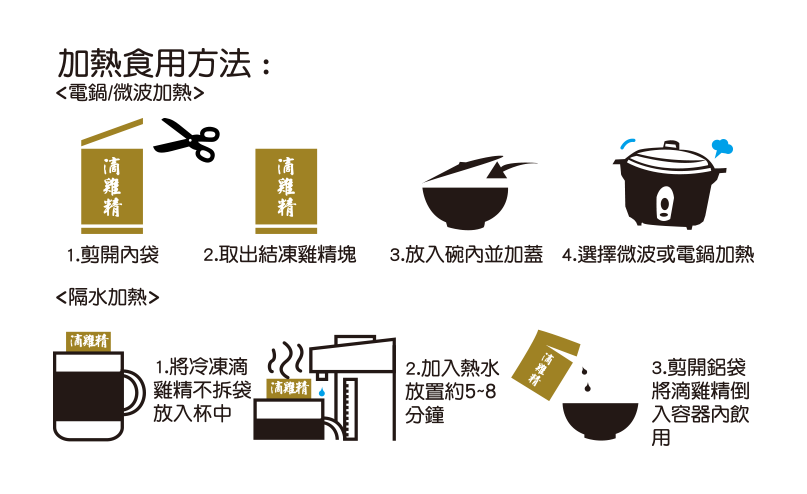 加熱食用方法：
<電鍋/微波加熱>
滴雞精
滴雞精
1.剪開內袋
2.取出結凍雞精塊
3.放入碗內並加蓋
4.選擇微波或電鍋加熱
<隔水加熱>
滴雞精
1.將冷凍滴
雞精不拆袋
放入杯中
滴雞精
2.加入熱水
放置約5~8
分鐘
滴雞精
3.剪開鋁袋
將滴雞精倒
入容器內飲
用